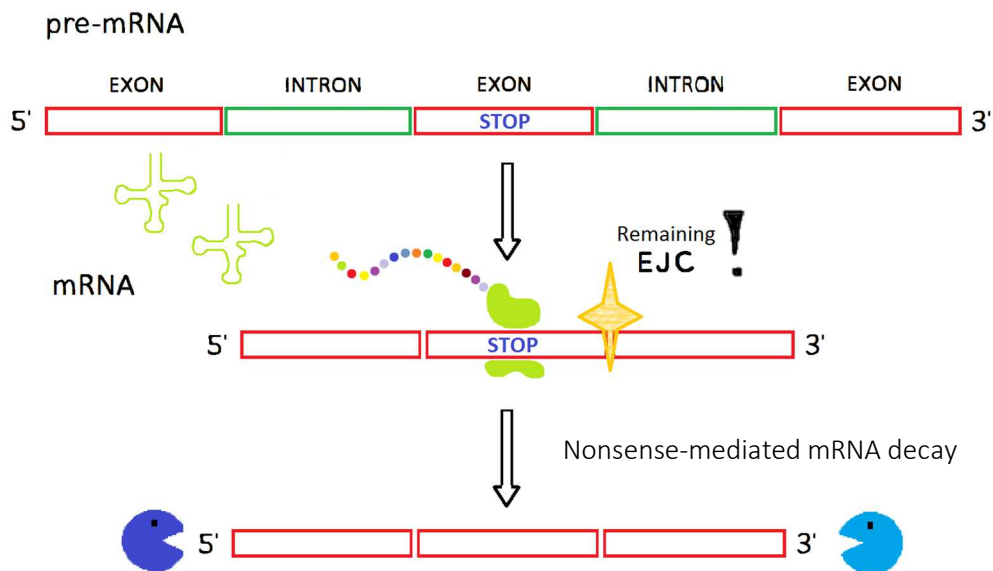 pre-mRNA
EXON INTRON EXON INTRON EXON
5' STOP 3'
Remaining
EJC !
mRNA
5' STOP 3'
Nonsense-mediated mRNA decay
5' 3'